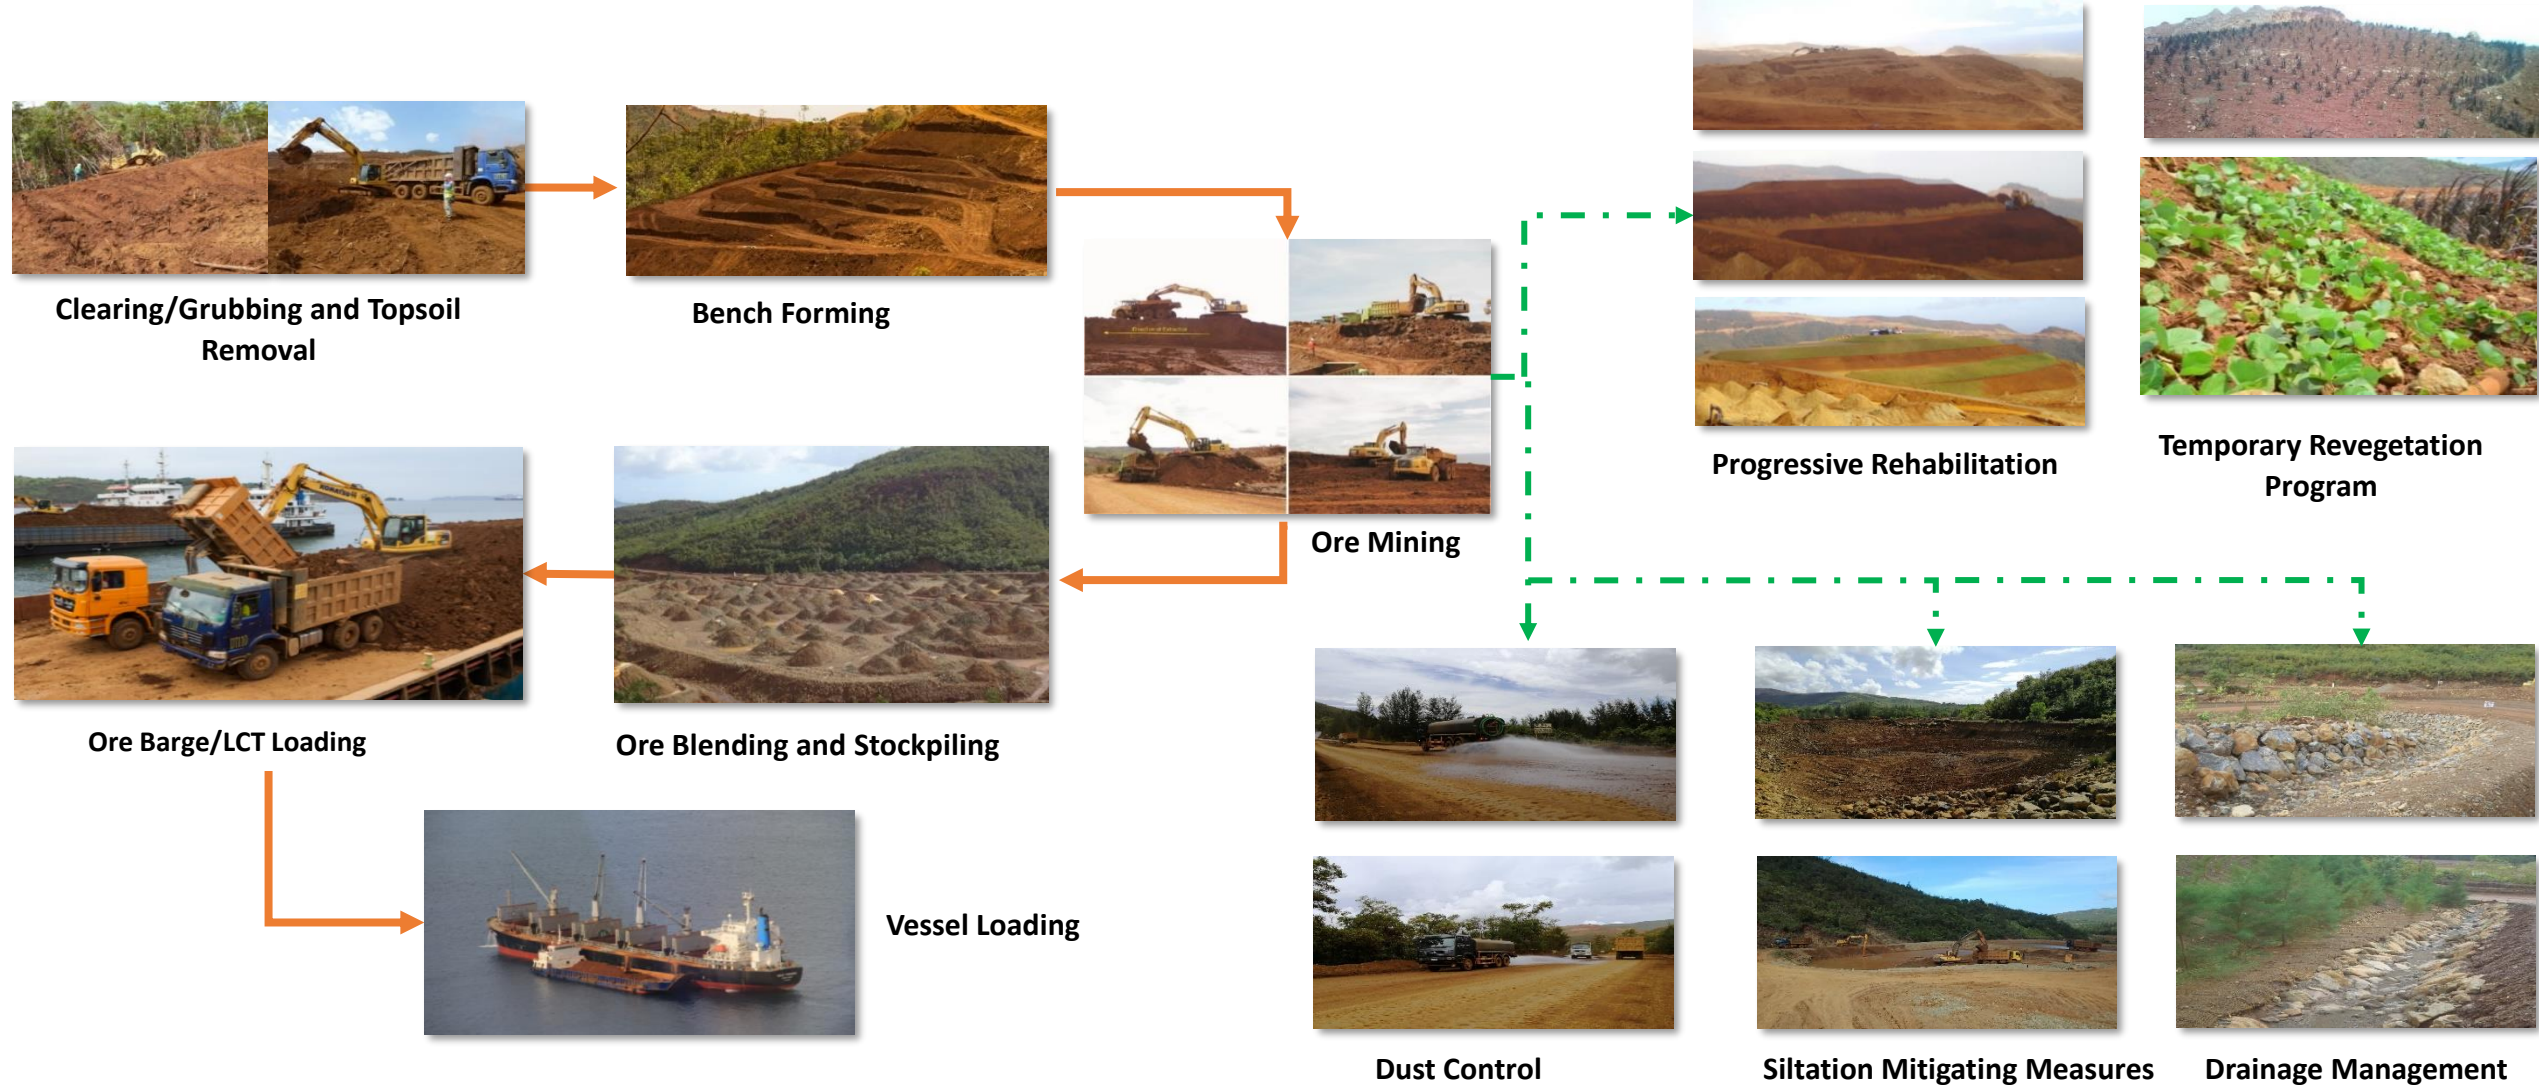 Clearing/Grubbing and Topsoil
Removal
Bench Forming
Ore Mining
Ore Barge/LCT Loading
Ore Blending and Stockpiling
Vessel Loading
Progressive Rehabilitation
Temporary Revegetation
Program
Dust Control
Siltation Mitigating Measures
Drainage Management